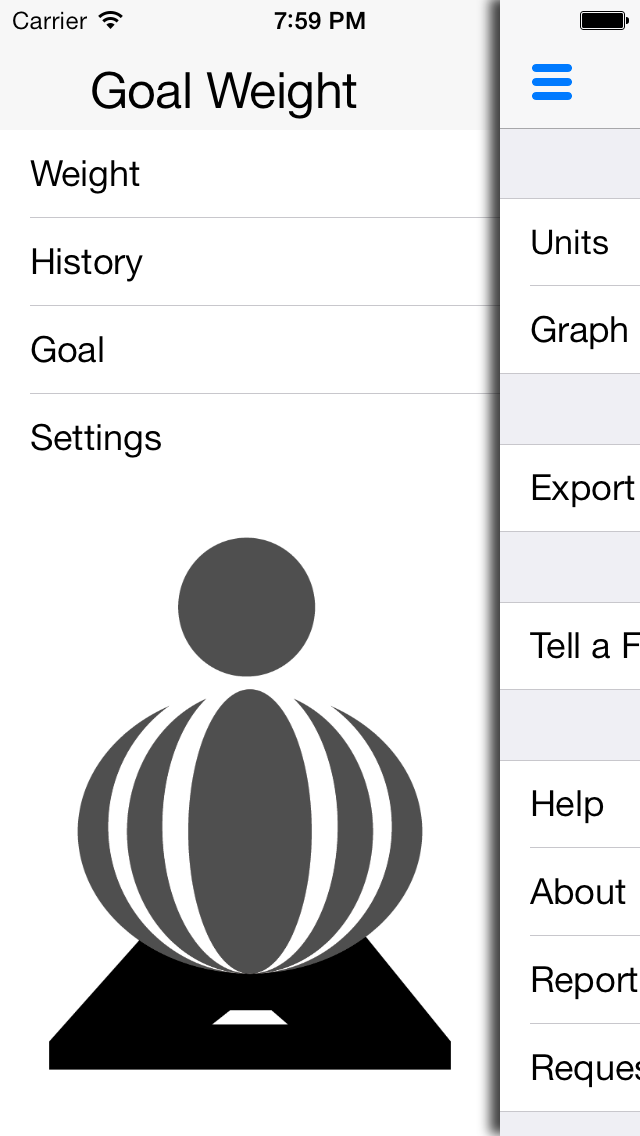 Carrier 7:59 PM
Goal Weight
Weight
History
Goal
Settings
Units
Graph
Export
Tell a F
Help
About
Report
Reques